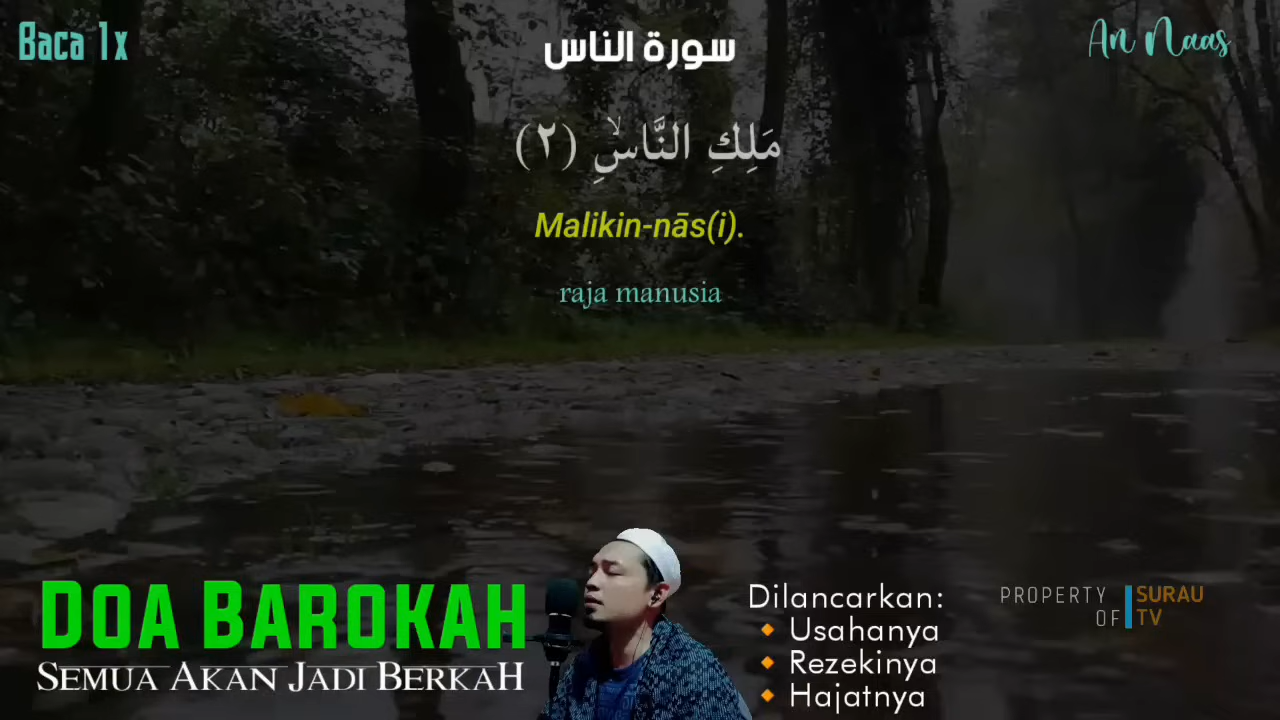 Baca 1x
سورة الناس
An Naas
مَلِكِ النَّاسِۙ (٢)
Malikin-nās(i).
raja manusia
DOA BAROKAH
SEMUA AKAN JADI BERKAH
Dilancarkan:
🔸 Usahanya
🔸 Rezekinya
🔸 Hajatnya
PROPERTY OF
SURAU TV